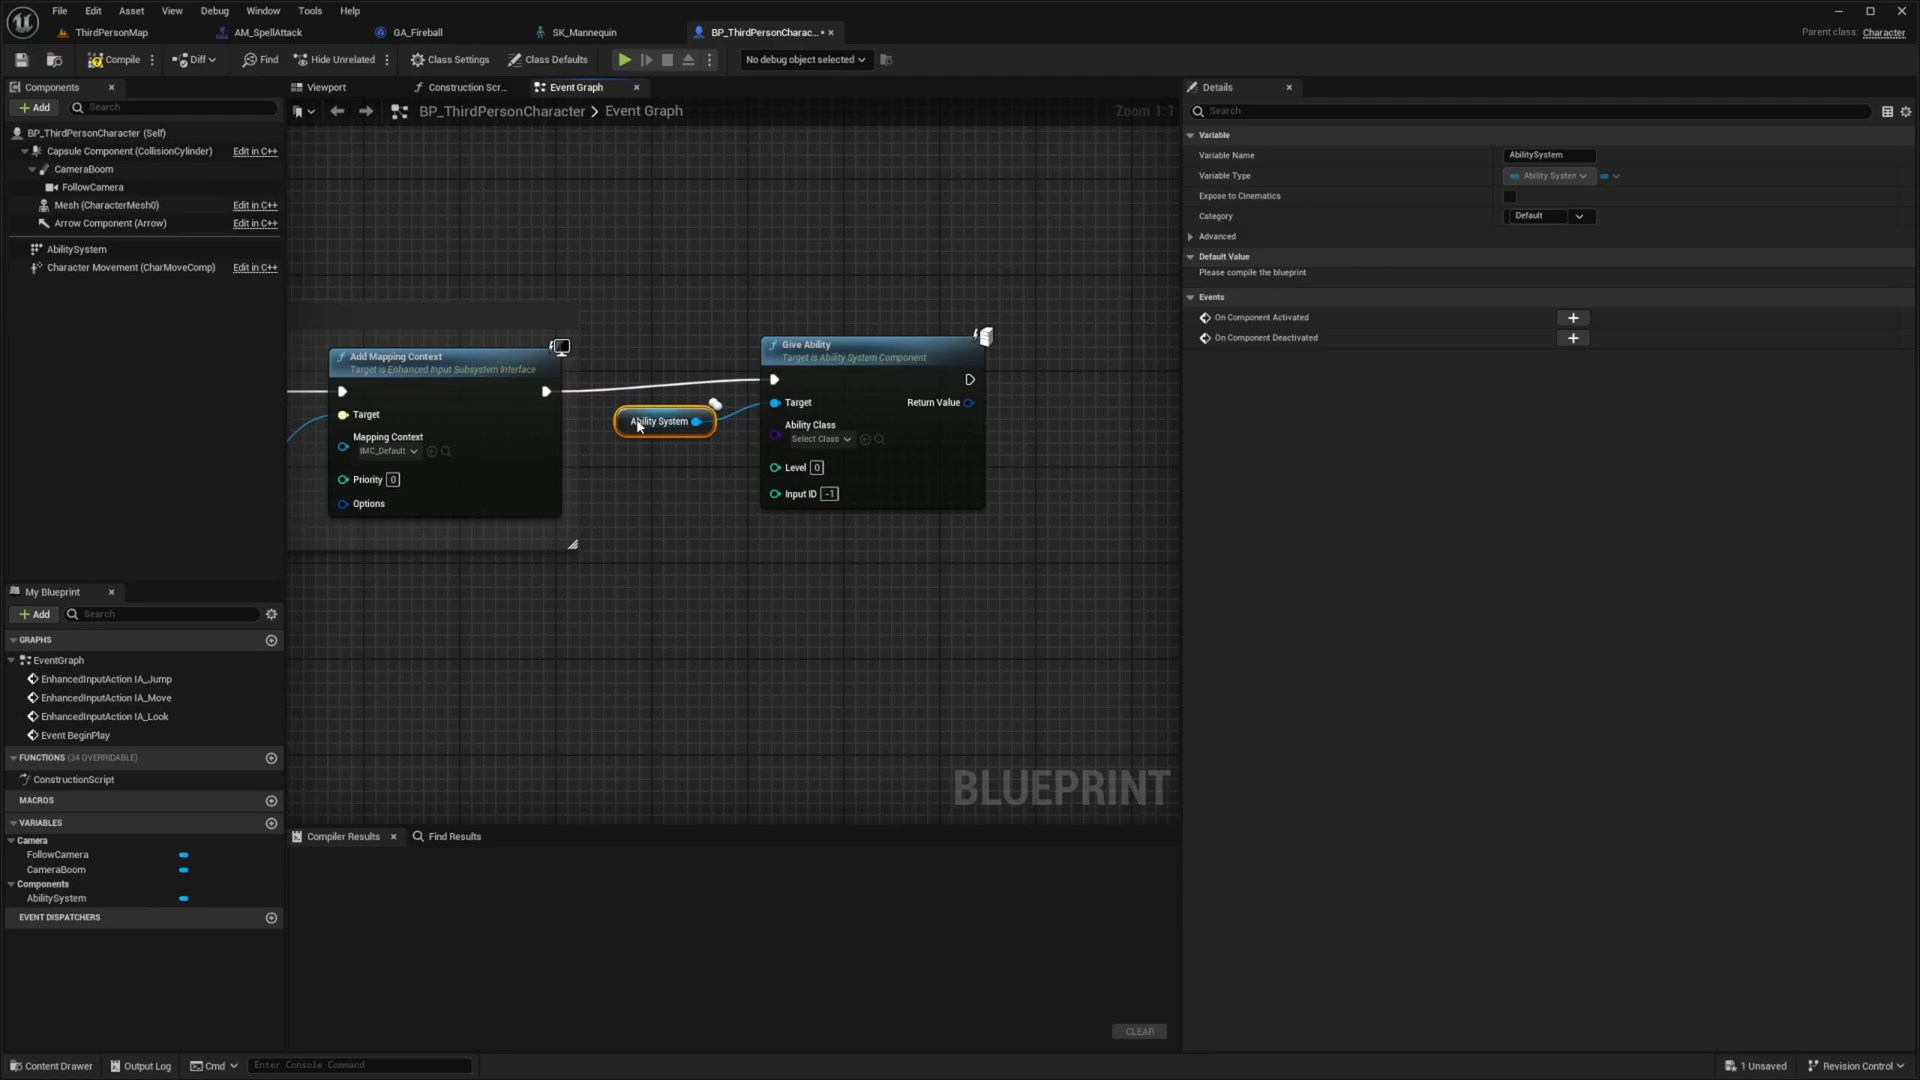 File Edit Asset View Debug Window Tools Help
ThirdPersonMap AM_SpellAttack GA_Fireball SK_Mannequin BP_ThirdPersonCharac... • Parent class: Character
Compile Diff Find Hide Unrelated Class Settings Class Defaults No debug object selected
Components Viewport Construction Scr... Event Graph Details
Add Search BP_ThirdPersonCharacter > Event Graph Zoom 1:1 Search
BP_ThirdPersonCharacter (Self)
Capsule Component (CollisionCylinder) Edit in C++
CameraBoom
FollowCamera
Mesh (CharacterMesh0) Edit in C++
Arrow Component (Arrow) Edit in C++
AbilitySystem
Character Movement (CharMoveComp) Edit in C++
Variable
Variable Name AbilitySystem
Variable Type Ability System
Expose to Cinematics
Category Default
Advanced
Default Value
Please compile the blueprint
Events
On Component Activated
On Component Deactivated
Add Mapping Context
Target is Enhanced Input Subsystem Interface
Target
Mapping Context
IMC_Default
Priority 0
Options
Ability System
Give Ability
Target is Ability System Component
Target Return Value
Ability Class
Select Class
Level 0
Input ID -1
BLUEPRINT
My Blueprint
Add Search
GRAPHS
EventGraph
EnhancedInputAction IA_Jump
EnhancedInputAction IA_Move
EnhancedInputAction IA_Look
Event BeginPlay
FUNCTIONS (34 OVERRIDABLE)
ConstructionScript
MACROS
VARIABLES
Camera
FollowCamera
CameraBoom
Components
AbilitySystem
EVENT DISPATCHERS
Compiler Results Find Results
CLEAR
Content Drawer Output Log Cmd Enter Console Command 1 Unsaved Revision Control